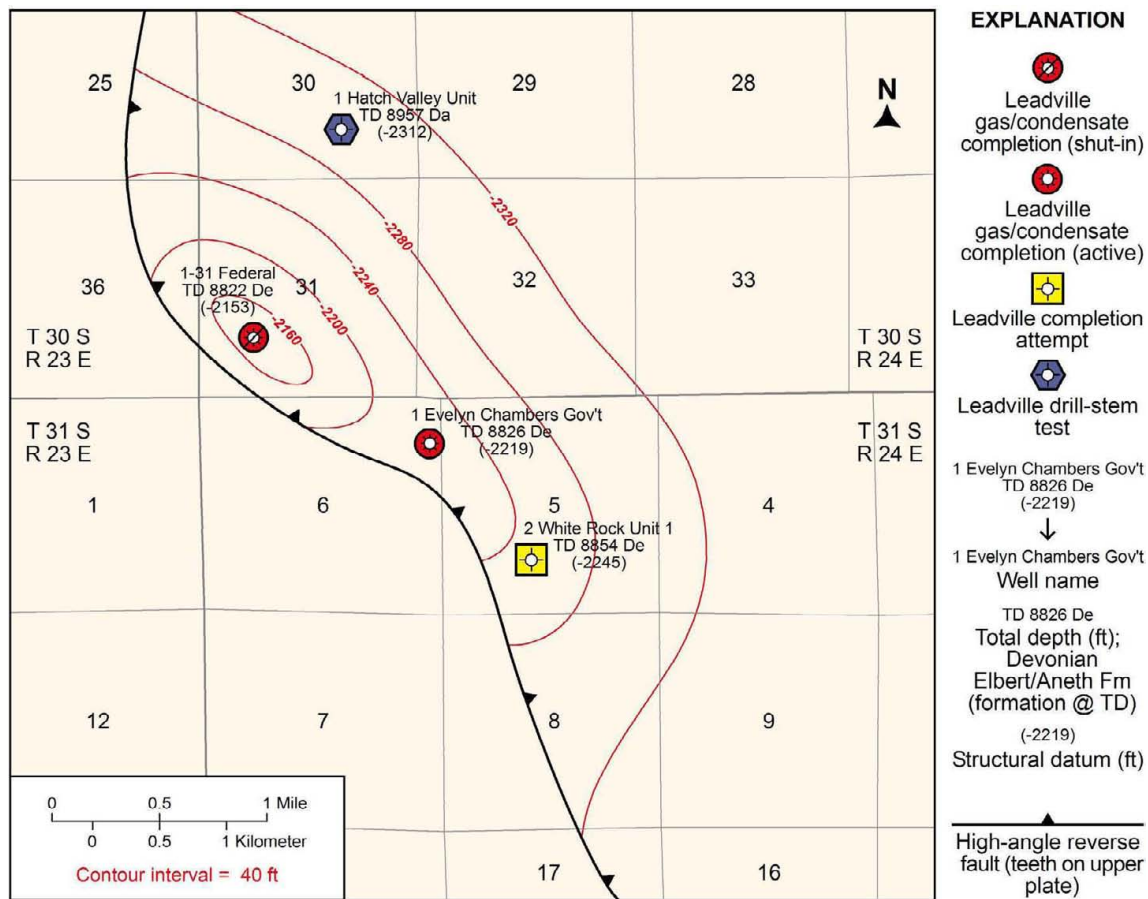 25
30
29
28
1 Hatch Valley Unit
TD 8957 Da
(-2312)
N
-2320
-2280
-2240
-2200
-2160
36
1-31 Federal
TD 8822 De
(-2153)
31
32
33
T 30 S
R 23 E
T 30 S
R 24 E
T 31 S
R 23 E
1 Evelyn Chambers Gov't
TD 8826 De
(-2219)
T 31 S
R 24 E
1
6
5
4
2 White Rock Unit 1
TD 8854 De
(-2245)
12
7
8
9
17
16
0 0.5 1 Mile
0 0.5 1 Kilometer
Contour interval = 40 ft
EXPLANATION
Leadville
gas/condensate
completion (shut-in)
Leadville
gas/condensate
completion (active)
Leadville completion
attempt
Leadville drill-stem
test
1 Evelyn Chambers Gov't
TD 8826 De
(-2219)
1 Evelyn Chambers Gov't
Well name
TD 8826 De
Total depth (ft);
Devonian
Elbert/Aneth Fm
(formation @ TD)
(-2219)
Structural datum (ft)
High-angle reverse
fault (teeth on upper
plate)